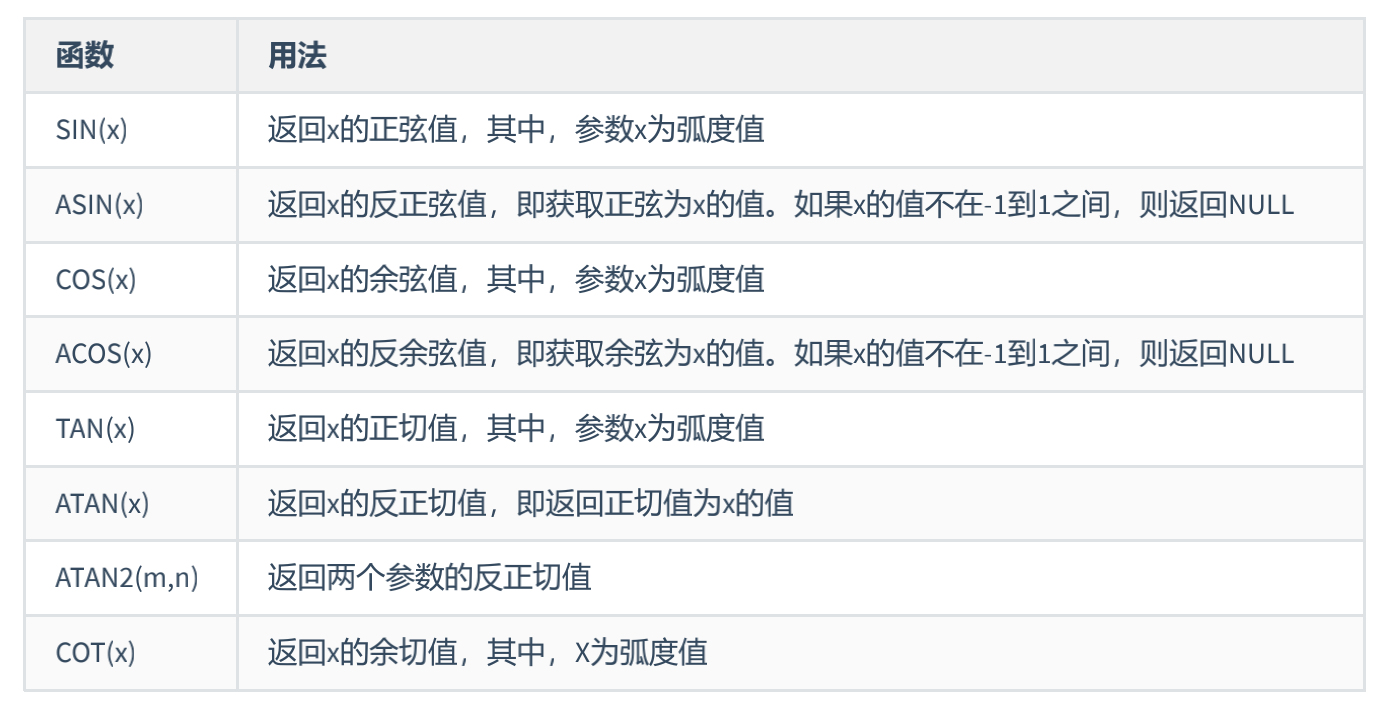 函数 用法
SIN(x) 返回x的正弦值，其中，参数x为弧度值
ASIN(x) 返回x的反正弦值，即获取正弦为x的值。如果x的值不在-1到1之间，则返回NULL
COS(x) 返回x的余弦值，其中，参数x为弧度值
ACOS(x) 返回x的反余弦值，即获取余弦为x的值。如果x的值不在-1到1之间，则返回NULL
TAN(x) 返回x的正切值，其中，参数x为弧度值
ATAN(x) 返回x的反正切值，即返回正切值为x的值
ATAN2(m,n) 返回两个参数的反正切值
COT(x) 返回x的余切值，其中，X为弧度值